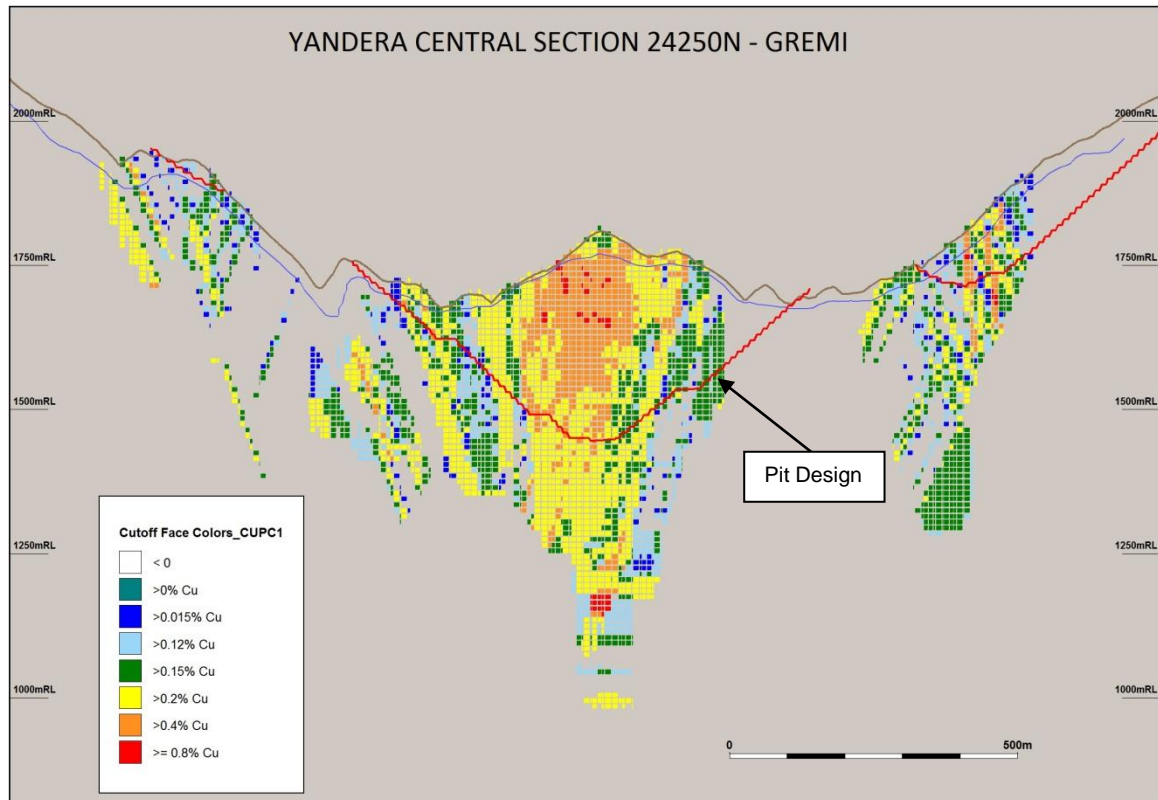 YANDERA CENTRAL SECTION 24250N - GREMI
2000mRL
2000mRL
1750mRL
1750mRL
1500mRL
1500mRL
Pit Design
1250mRL
1250mRL
Cutoff Face Colors_CUPC1
< 0
>0% Cu
>0.015% Cu
>0.12% Cu
>0.15% Cu
>0.2% Cu
>0.4% Cu
>= 0.8% Cu
1000mRL
1000mRL
0 500m